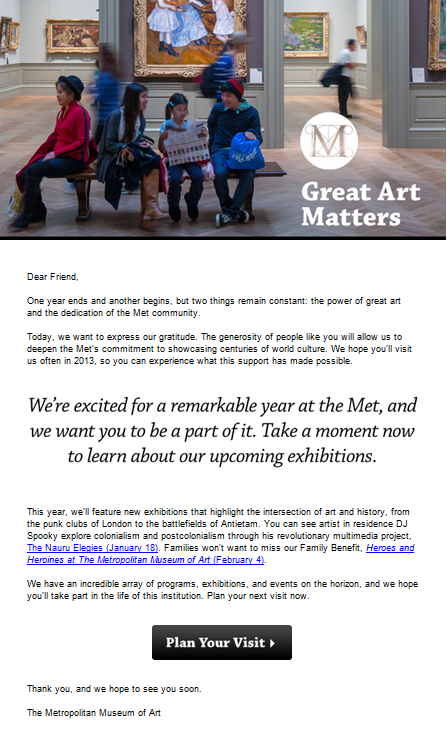 M
Great Art
Matters
Dear Friend,
One year ends and another begins, but two things remain constant: the power of great art
and the dedication of the Met community.
Today, we want to express our gratitude. The generosity of people like you will allow us to
deepen the Met's commitment to showcasing centuries of world culture. We hope you'll visit
us often in 2013, so you can experience what this support has made possible.
We're excited for a remarkable year at the Met, and
we want you to be a part of it. Take a moment now
to learn about our upcoming exhibitions.
This year, we'll feature new exhibitions that highlight the intersection of art and history, from
the punk clubs of London to the battlefields of Antietam. You can see artist in residence DJ
Spooky explore colonialism and postcolonialism through his revolutionary multimedia project,
The Nauru Elegies (January 18). Families won't want to miss our Family Benefit, Heroes and
Heroines at The Metropolitan Museum of Art (February 4).
We have an incredible array of programs, exhibitions, and events on the horizon, and we hope
you'll take part in the life of this institution. Plan your next visit now.
Plan Your Visit
Thank you, and we hope to see you soon.
The Metropolitan Museum of Art